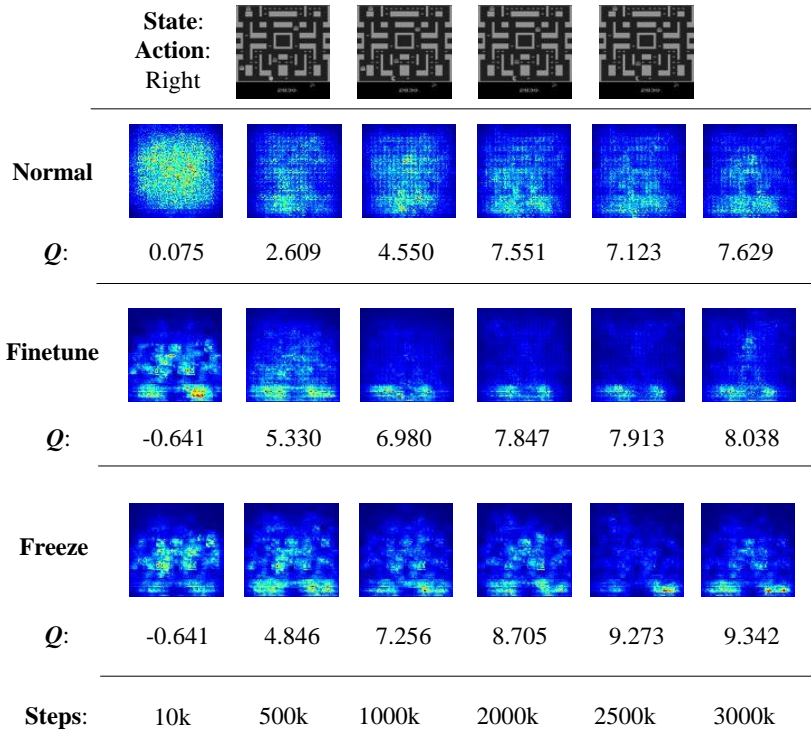 State:
Action:
Right
Normal
Q: 0.075 2.609 4.550 7.551 7.123 7.629
Finetune
Q: -0.641 5.330 6.980 7.847 7.913 8.038
Freeze
Q: -0.641 4.846 7.256 8.705 9.273 9.342
Steps: 10k 500k 1000k 2000k 2500k 3000k